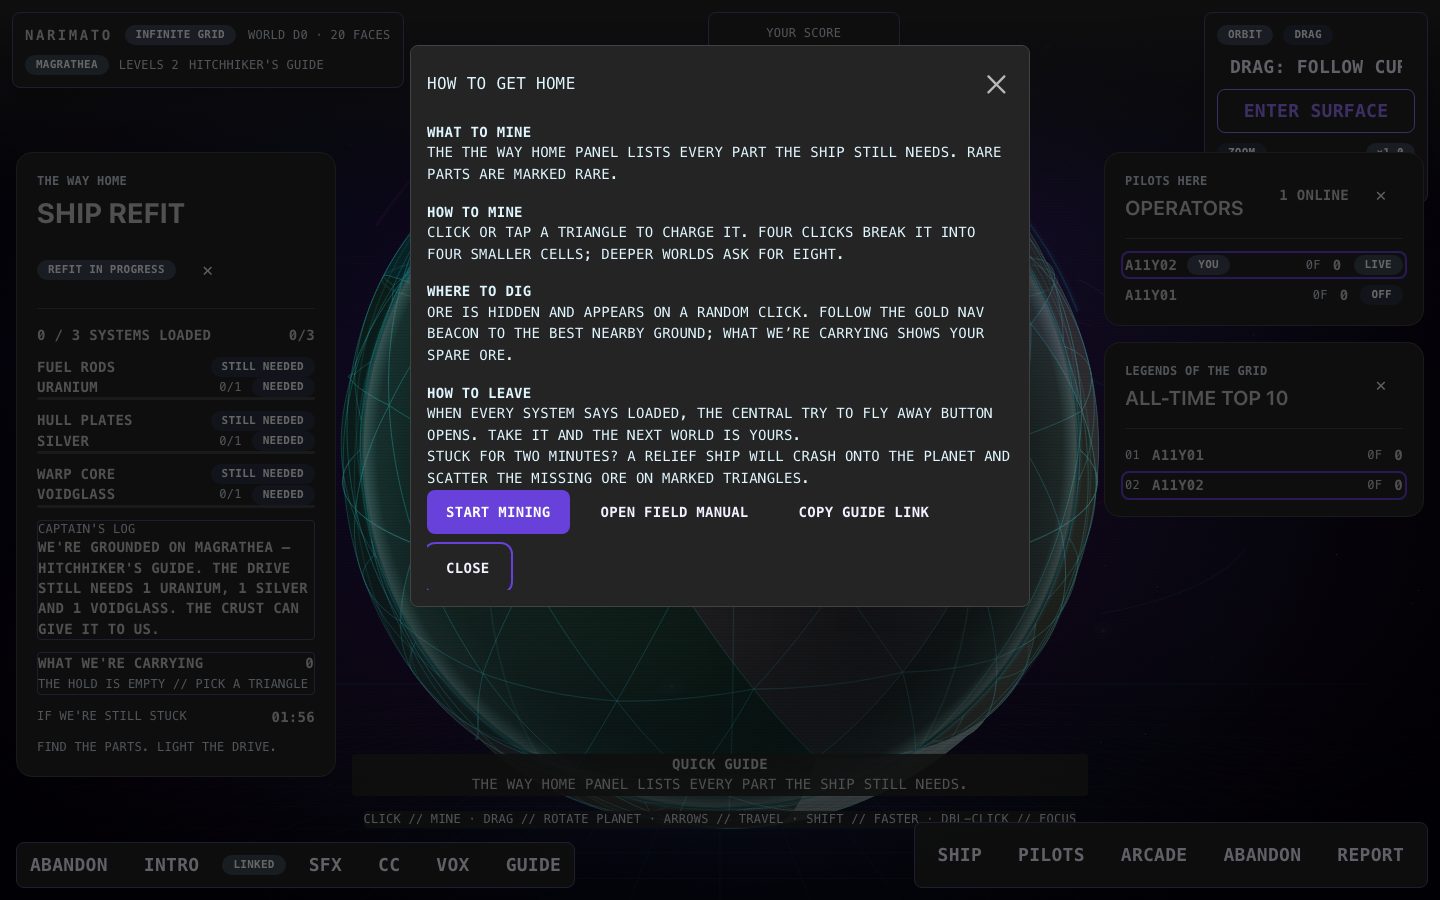 NARIMATO INFINITE GRID WORLD D0 · 20 FACES
MAGRATHEA LEVELS 2 HITCHHIKER'S GUIDE
YOUR SCORE
ORBIT DRAG
DRAG: FOLLOW CUR
ENTER SURFACE
ZOOM ×1.0
THE WAY HOME
SHIP REFIT
REFIT IN PROGRESS ×
0 / 3 SYSTEMS LOADED 0/3
FUEL RODS STILL NEEDED
URANIUM 0/1 NEEDED
HULL PLATES STILL NEEDED
SILVER 0/1 NEEDED
WARP CORE STILL NEEDED
VOIDGLASS 0/1 NEEDED
CAPTAIN'S LOG
WE'RE GROUNDED ON MAGRATHEA —
HITCHHIKER'S GUIDE. THE DRIVE
STILL NEEDS 1 URANIUM, 1 SILVER
AND 1 VOIDGLASS. THE CRUST CAN
GIVE IT TO US.
WHAT WE'RE CARRYING 0
THE HOLD IS EMPTY // PICK A TRIANGLE
IF WE'RE STILL STUCK 01:56
FIND THE PARTS. LIGHT THE DRIVE.
HOW TO GET HOME
WHAT TO MINE
THE THE WAY HOME PANEL LISTS EVERY PART THE SHIP STILL NEEDS. RARE
PARTS ARE MARKED RARE.
HOW TO MINE
CLICK OR TAP A TRIANGLE TO CHARGE IT. FOUR CLICKS BREAK IT INTO
FOUR SMALLER CELLS; DEEPER WORLDS ASK FOR EIGHT.
WHERE TO DIG
ORE IS HIDDEN AND APPEARS ON A RANDOM CLICK. FOLLOW THE GOLD NAV
BEACON TO THE BEST NEARBY GROUND; WHAT WE’RE CARRYING SHOWS YOUR
SPARE ORE.
HOW TO LEAVE
WHEN EVERY SYSTEM SAYS LOADED, THE CENTRAL TRY TO FLY AWAY BUTTON
OPENS. TAKE IT AND THE NEXT WORLD IS YOURS.
STUCK FOR TWO MINUTES? A RELIEF SHIP WILL CRASH ONTO THE PLANET AND
SCATTER THE MISSING ORE ON MARKED TRIANGLES.
START MINING OPEN FIELD MANUAL COPY GUIDE LINK
CLOSE
PILOTS HERE
OPERATORS 1 ONLINE ×
A11Y02 YOU 0F 0 LIVE
A11Y01 0F 0 OFF
LEGENDS OF THE GRID
ALL-TIME TOP 10 ×
01 A11Y01 0F 0
02 A11Y02 0F 0
QUICK GUIDE
THE WAY HOME PANEL LISTS EVERY PART THE SHIP STILL NEEDS.
CLICK // MINE · DRAG // ROTATE PLANET · ARROWS // TRAVEL · SHIFT // FASTER · DBL-CLICK // FOCUS
ABANDON INTRO LINKED SFX CC VOX GUIDE
SHIP PILOTS ARCADE ABANDON REPORT